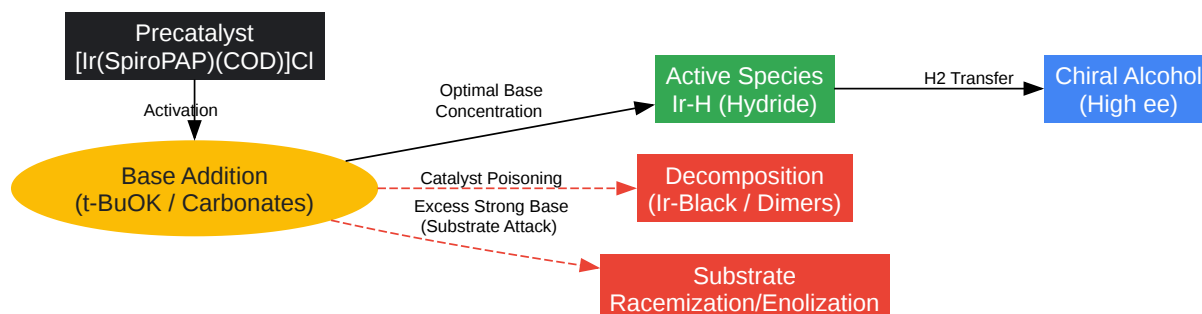 Precatalyst
[Ir(SpiroPAP)(COD)]Cl
Activation
Base Addition
(t-BuOK / Carbonates)
Optimal Base
Concentration
Active Species
Ir-H (Hydride)
H2 Transfer
Chiral Alcohol
(High ee)
Catalyst Poisoning
Decomposition
(Ir-Black / Dimers)
Excess Strong Base
(Substrate Attack)
Substrate
Racemization/Enolization